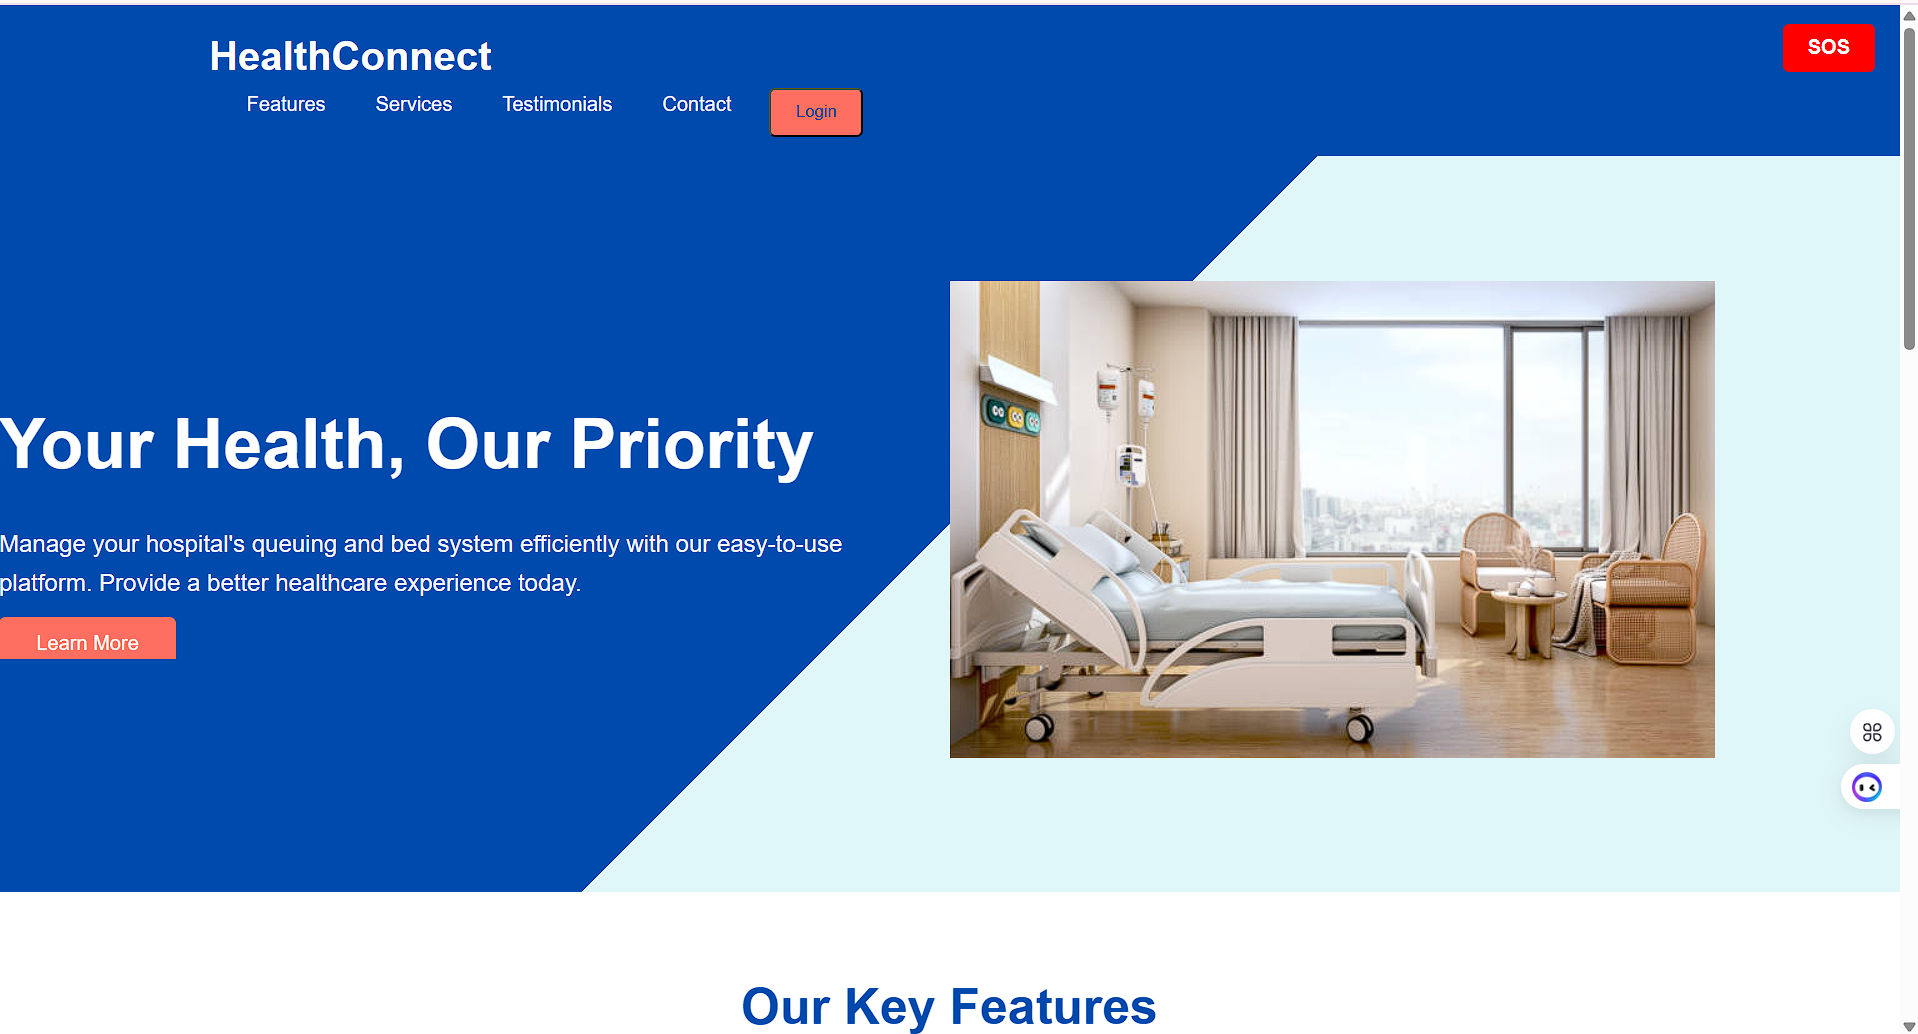 HealthConnect
SOS
Features Services Testimonials Contact Login
Your Health, Our Priority
Manage your hospital's queuing and bed system efficiently with our easy-to-use
platform. Provide a better healthcare experience today.
Learn More
Our Key Features